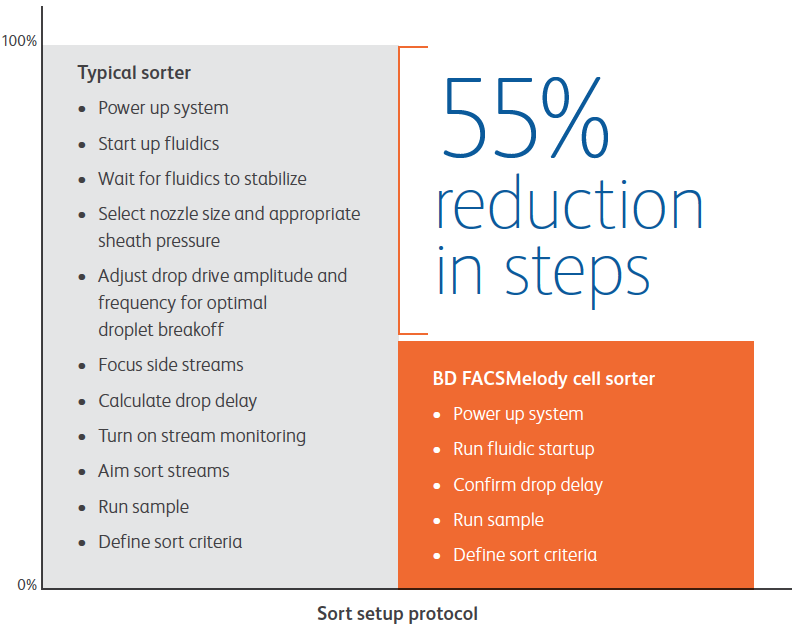 100%
Typical sorter
• Power up system
• Start up fluidics
• Wait for fluidics to stabilize
• Select nozzle size and appropriate
sheath pressure
• Adjust drop drive amplitude and
frequency for optimal
droplet breakoff
• Focus side streams
• Calculate drop delay
• Turn on stream monitoring
• Aim sort streams
• Run sample
• Define sort criteria
55%
reduction
in steps
BD FACSMelody cell sorter
• Power up system
• Run fluidic startup
• Confirm drop delay
• Run sample
• Define sort criteria
0%
Sort setup protocol